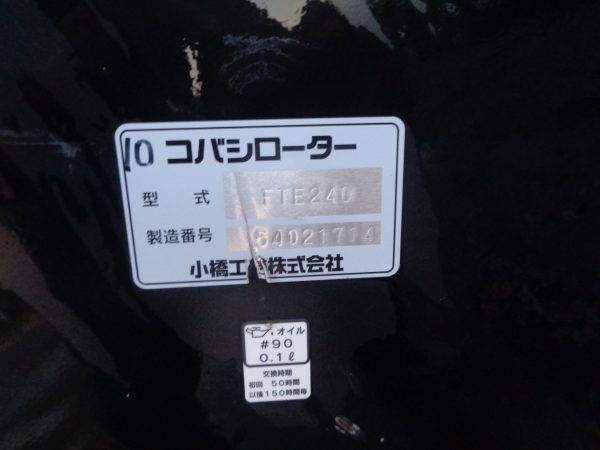 10 コバシローター
型 式 FTE240
製造番号 64021714
小橋工業株式会社
オイル
#90
0.1ℓ
交換時期
初回 50時間
以後150時間毎